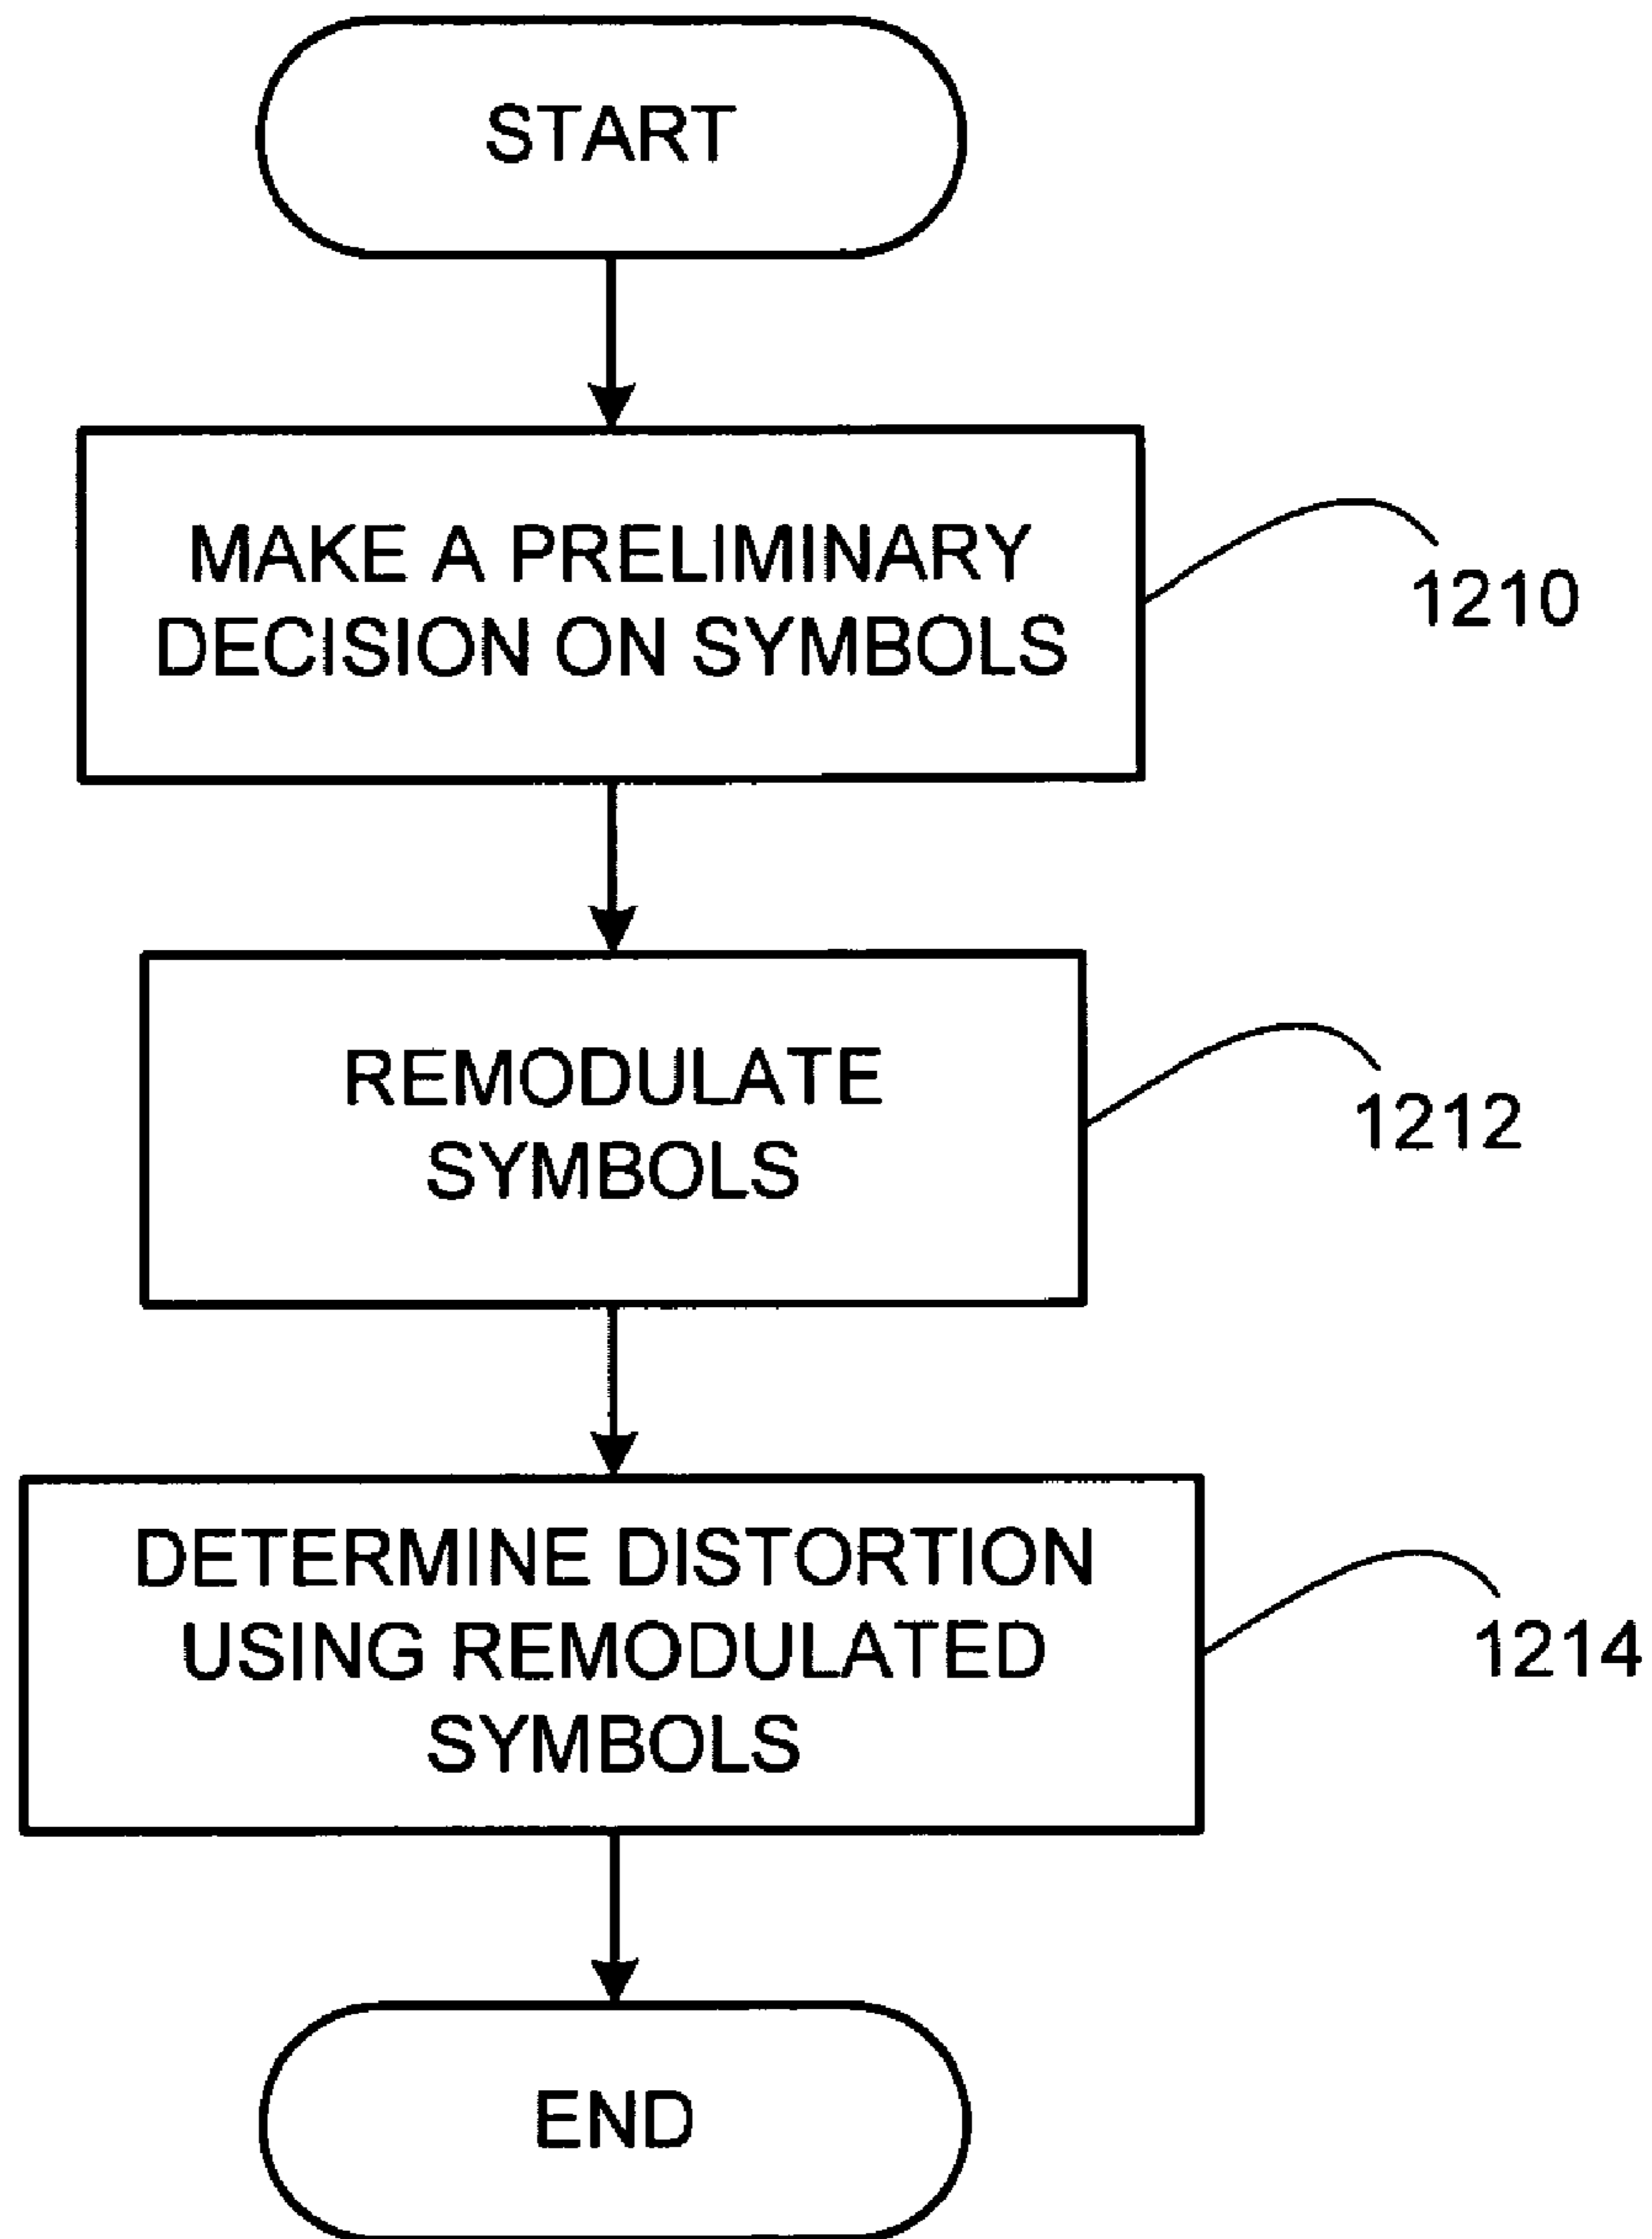 START
MAKE A PRELIMINARY
DECISION ON SYMBOLS
1210
REMODULATE
SYMBOLS
1212
DETERMINE DISTORTION
USING REMODULATED
SYMBOLS
1214
END